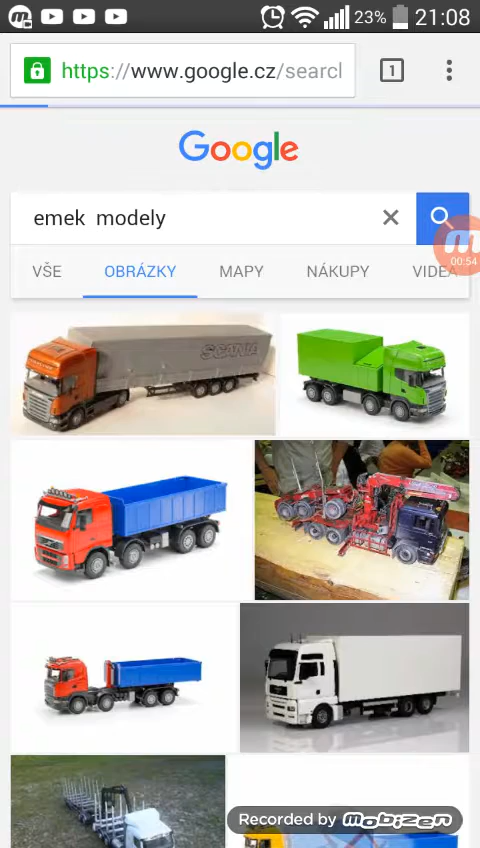 23% 21:08
https://www.google.cz/searcl
1
Google
emek modely
00:54
VŠE OBRÁZKY MAPY NÁKUPY VIDEA
SCANIA
Recorded by Mobizen